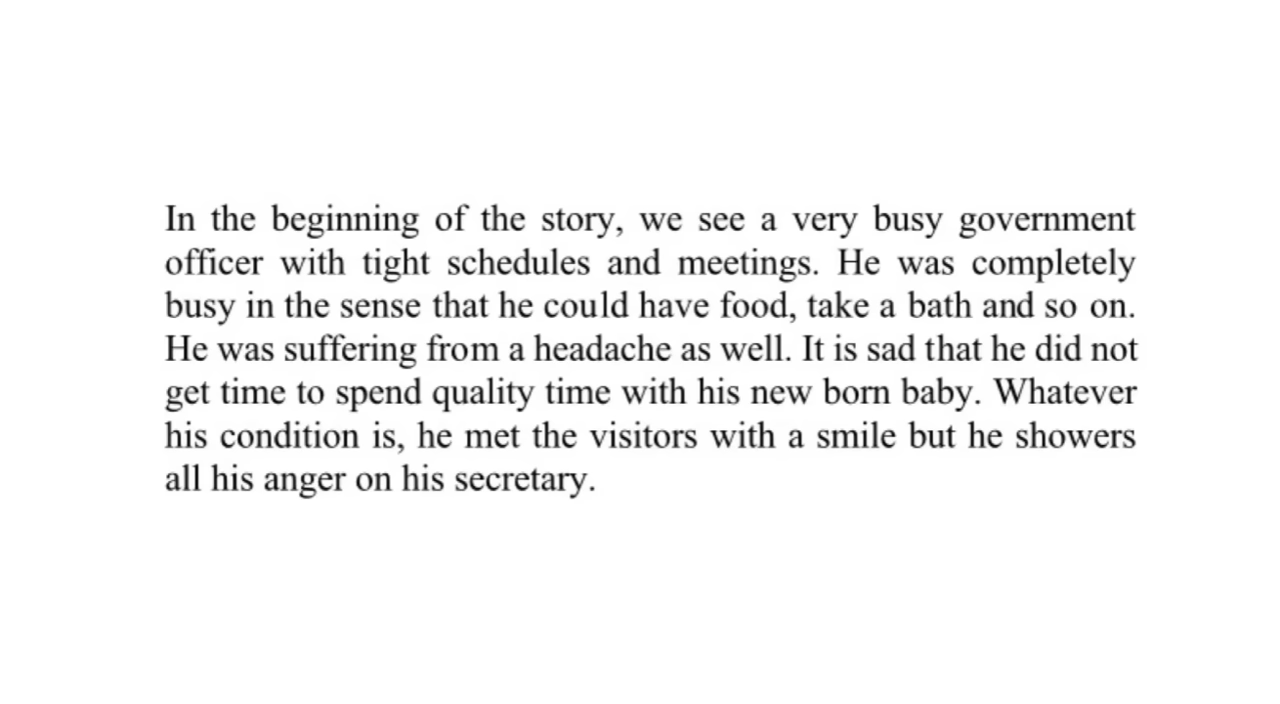 In the beginning of the story, we see a very busy government
officer with tight schedules and meetings. He was completely
busy in the sense that he could have food, take a bath and so on.
He was suffering from a headache as well. It is sad that he did not
get time to spend quality time with his new born baby. Whatever
his condition is, he met the visitors with a smile but he showers
all his anger on his secretary.